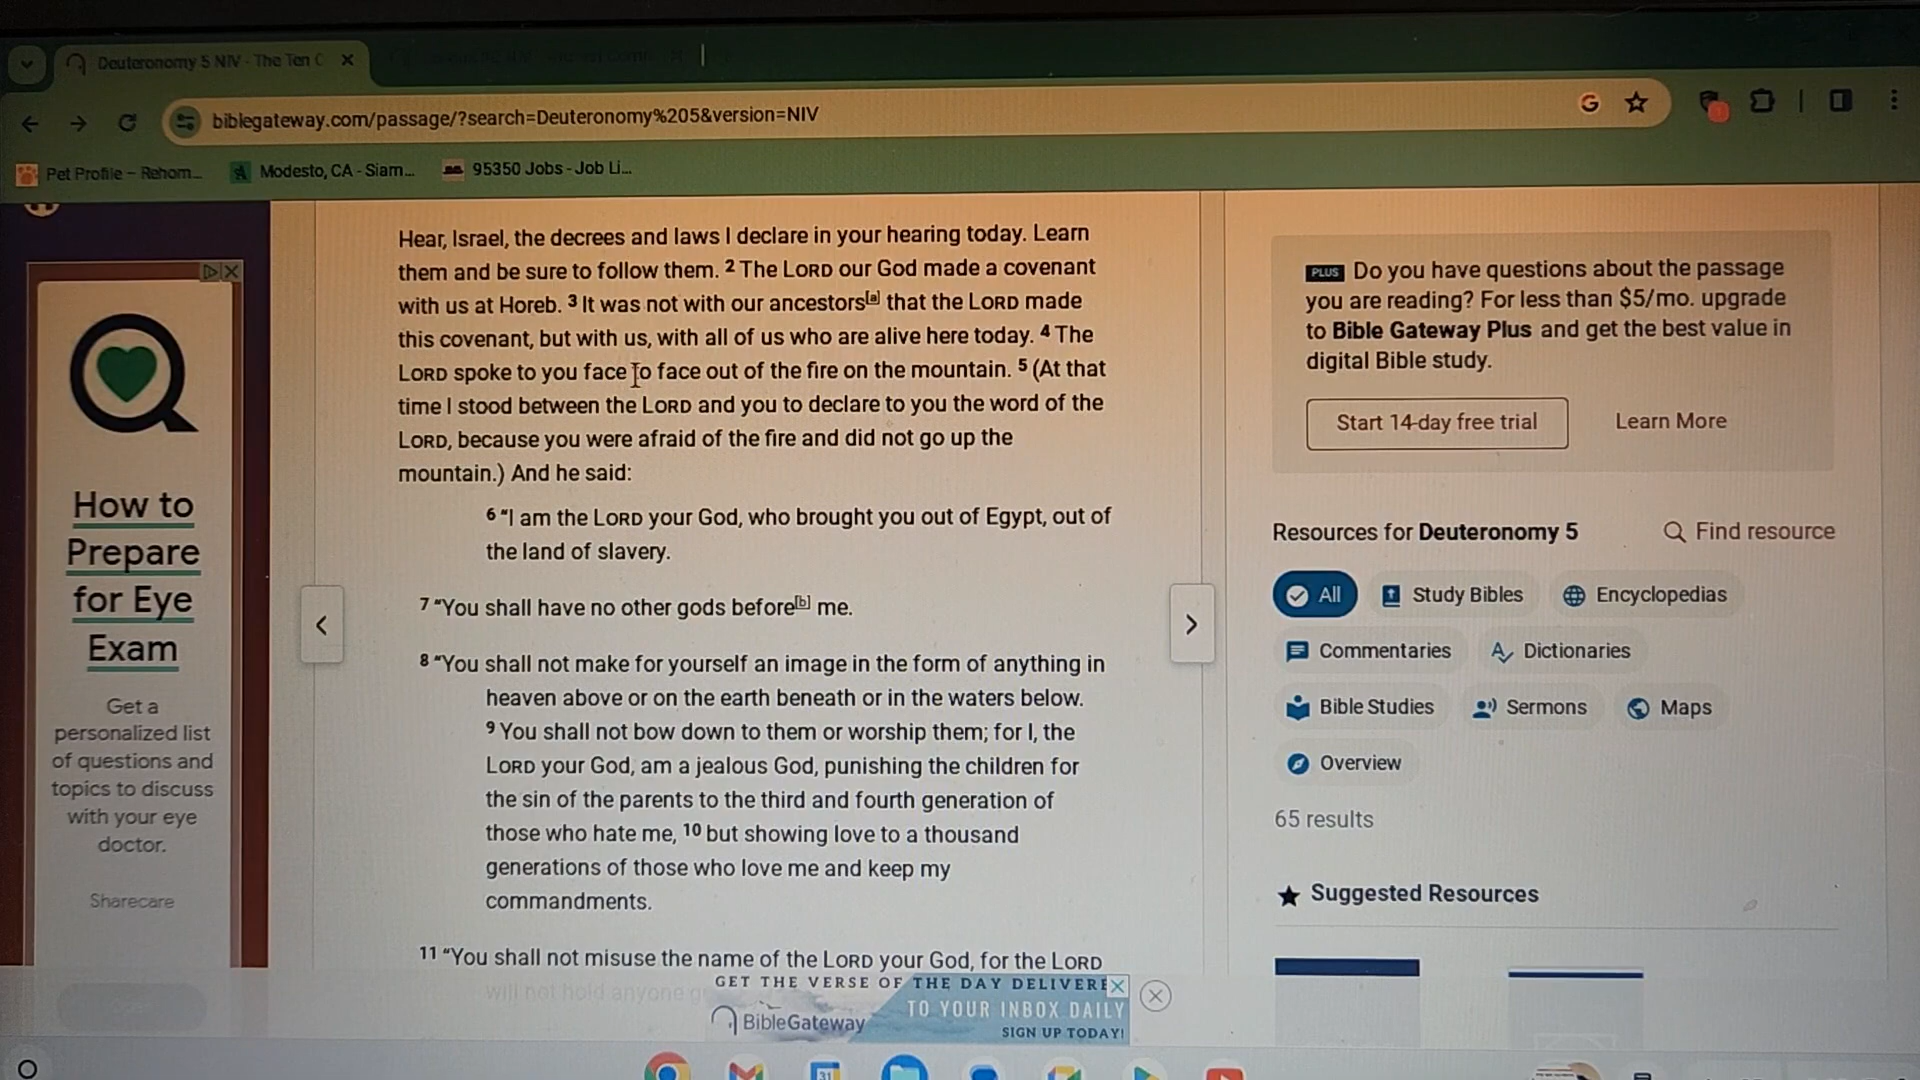 Deuteronomy 5 NIV - The Ten C
biblegateway.com/passage/?search=Deuteronomy%205&version=NIV
Pet Profile – Rehom... Modesto, CA - Siam... 95350 Jobs - Job Li...
Hear, Israel, the decrees and laws I declare in your hearing today. Learn
them and be sure to follow them. 2 The LORD our God made a covenant
with us at Horeb. 3 It was not with our ancestors[a] that the LORD made
this covenant, but with us, with all of us who are alive here today. 4 The
LORD spoke to you face to face out of the fire on the mountain. 5 (At that
time I stood between the LORD and you to declare to you the word of the
LORD, because you were afraid of the fire and did not go up the
mountain.) And he said:
6 “I am the LORD your God, who brought you out of Egypt, out of
the land of slavery.
7 “You shall have no other gods before[b] me.
8 “You shall not make for yourself an image in the form of anything in
heaven above or on the earth beneath or in the waters below.
9 You shall not bow down to them or worship them; for I, the
LORD your God, am a jealous God, punishing the children for
the sin of the parents to the third and fourth generation of
those who hate me, 10 but showing love to a thousand
generations of those who love me and keep my
commandments.
11 “You shall not misuse the name of the LORD your God, for the LORD
will not hold anyone g
How to
Prepare
for Eye
Exam
Get a
personalized list
of questions and
topics to discuss
with your eye
doctor.
Sharecare
PLUS Do you have questions about the passage
you are reading? For less than $5/mo. upgrade
to Bible Gateway Plus and get the best value in
digital Bible study.
Start 14-day free trial Learn More
Resources for Deuteronomy 5 Find resource
All Study Bibles Encyclopedias
Commentaries Dictionaries
Bible Studies Sermons Maps
Overview
65 results
Suggested Resources
GET THE VERSE OF THE DAY DELIVERE
TO YOUR INBOX DAILY
BibleGateway SIGN UP TODAY!
31